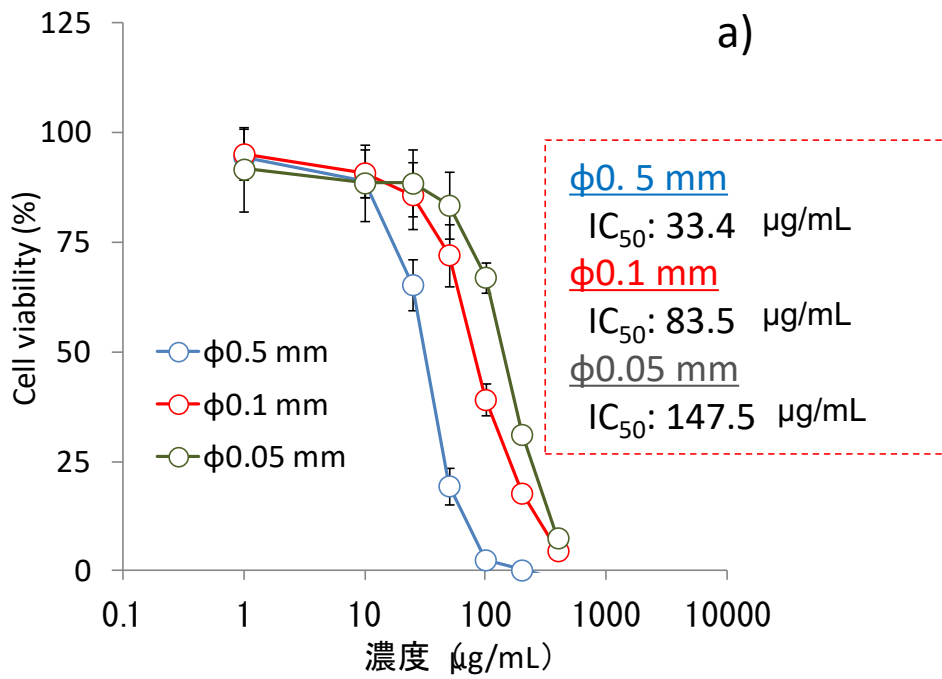 a)
125
100
75
50
25
0
Cell viability (%)
0.1 1 10 100 1000 10000
濃度 (μg/mL)
ϕ0.5 mm
ϕ0.1 mm
ϕ0.05 mm
ϕ0. 5 mm
IC50: 33.4 μg/mL
ϕ0.1 mm
IC50: 83.5 μg/mL
ϕ0.05 mm
IC50: 147.5 μg/mL